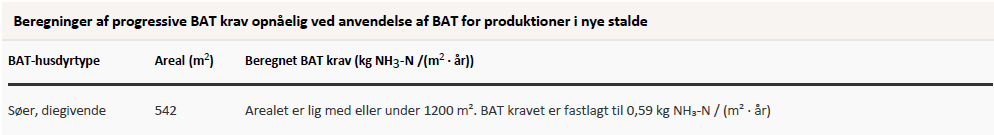 Beregninger af progressive BAT krav opnåelig ved anvendelse af BAT for produktioner i nye stalde
BAT-husdyrtype Areal (m²) Beregnet BAT krav (kg NH3-N /(m² · år))
Søer, diegivende 542 Arealet er lig med eller under 1200 m². BAT kravet er fastlagt til 0,59 kg NH₃-N / (m² · år)